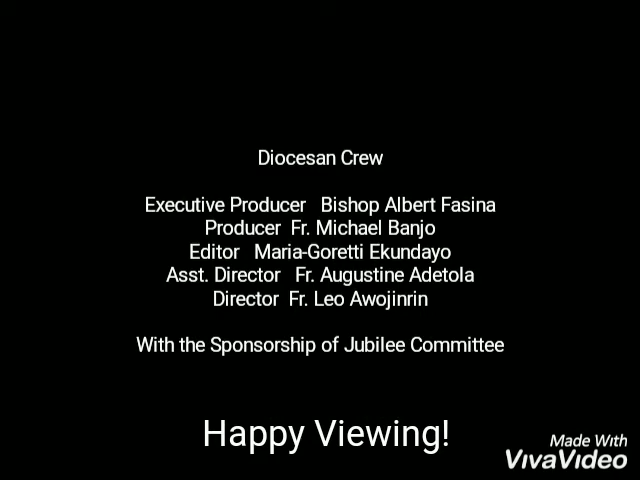 Diocesan Crew
Executive Producer   Bishop Albert Fasina
Producer  Fr. Michael Banjo
Editor   Maria-Goretti Ekundayo
Asst. Director   Fr. Augustine Adetola
Director  Fr. Leo Awojinrin
With the Sponsorship of Jubilee Committee
Happy Viewing!
Made With
VivaVideo